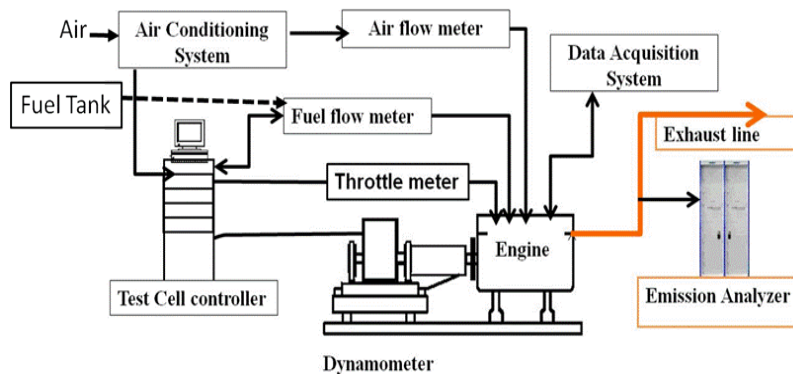 Air
Air Conditioning
System
Air flow meter
Data Acquisition
System
Fuel Tank
Fuel flow meter
Exhaust line
Throttle meter
Engine
Test Cell controller
Emission Analyzer
Dynamometer